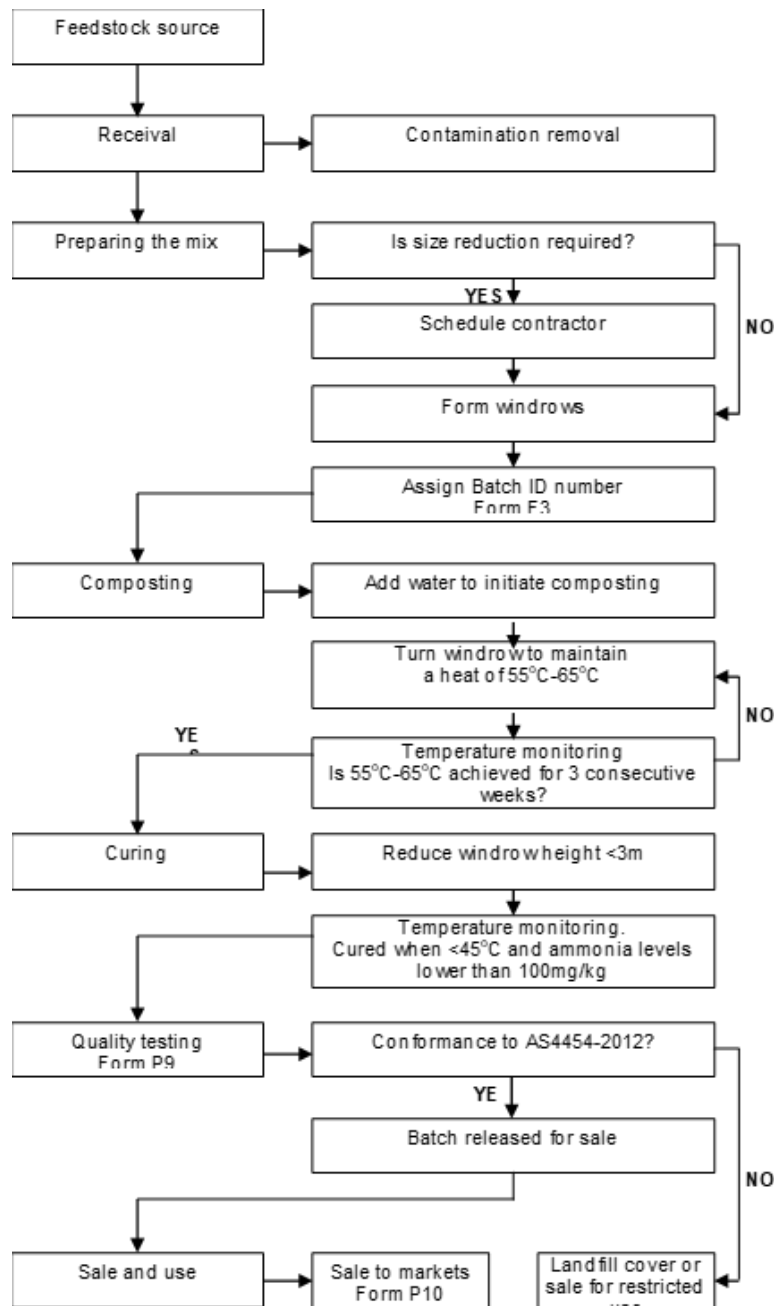 Feedstock source
Receival
Contamination removal
Preparing the mix
Is size reduction required?
YES
NO
Schedule contractor
Form windrows
Assign Batch ID number
Form F3
Composting
Add water to initiate composting
Turn windrow to maintain
a heat of 55°C-65°C
NO
YE
Temperature monitoring
Is 55°C-65°C achieved for 3 consecutive
weeks?
Curing
Reduce windrow height <3m
Temperature monitoring.
Cured when <45°C and ammonia levels
lower than 100mg/kg
Quality testing
Form P9
Conformance to AS4454-2012?
YE
Batch released for sale
NO
Sale and use
Sale to markets
Form P10
Landfill cover or
sale for restricted